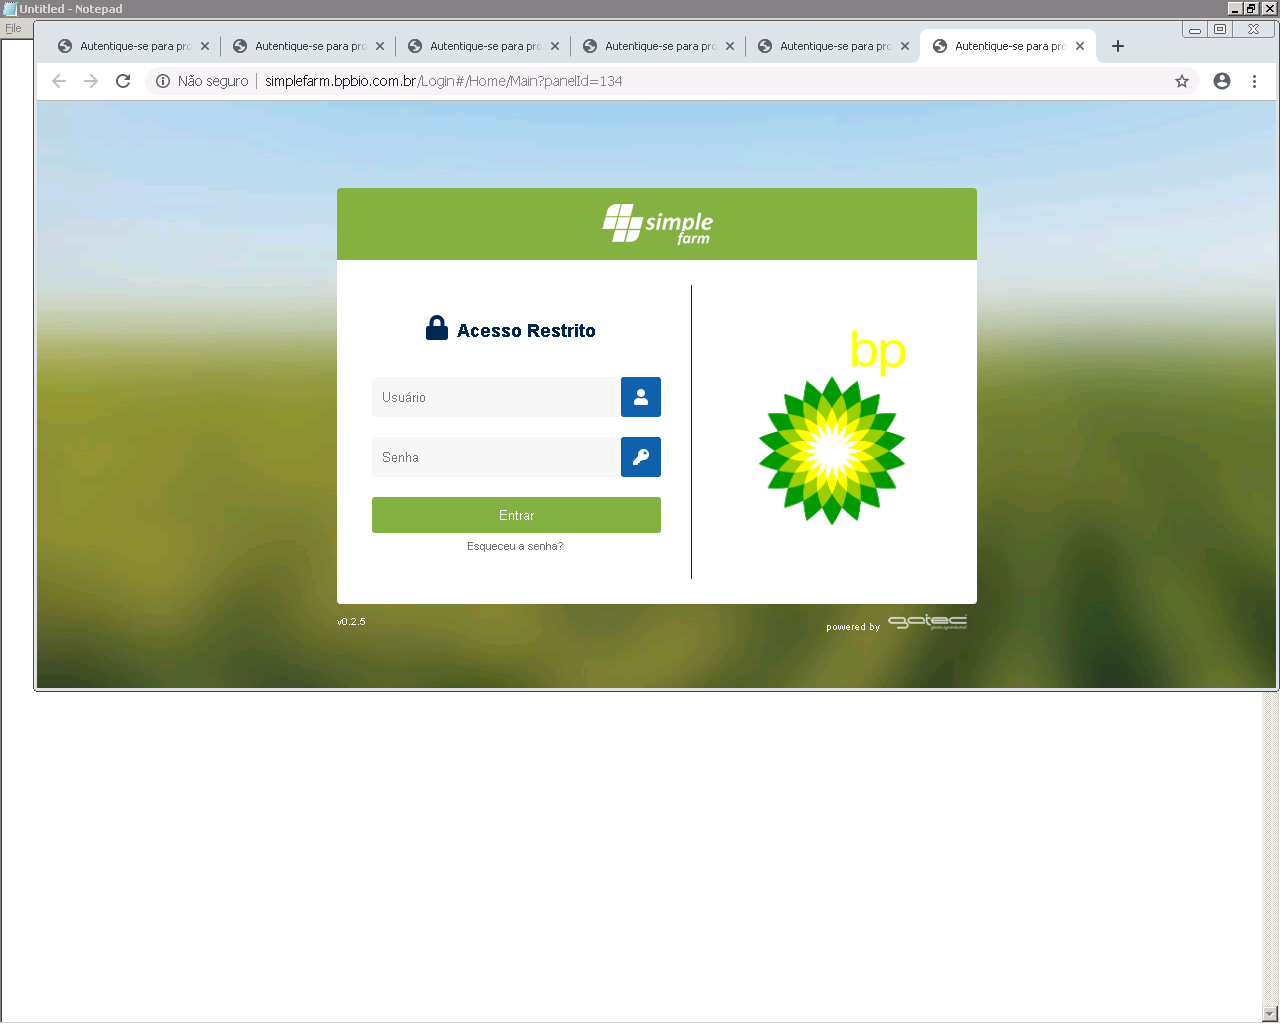 Untitled - Notepad
File
Autentique-se para pro
Autentique-se para pro
Autentique-se para pro
Autentique-se para pro
Autentique-se para pro
Autentique-se para pro
Não seguro | simplefarm.bpbio.com.br/Login#/Home/Main?panelId=134
simple
farm
Acesso Restrito
Usuário
Senha
Entrar
Esqueceu a senha?
bp
v0.2.5
powered by gatec